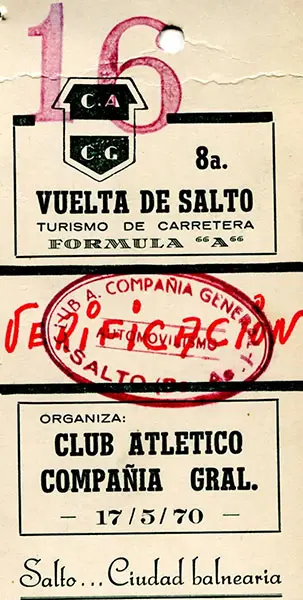 16
C.A
C.G
8a.
VUELTA DE SALTO
TURISMO DE CARRETERA
FORMULA "A"
CLUB A. COMPAÑIA GENERAL
VERIFICACIÓN
AUTOMOVILISMO
SALTO (Bs. As.)
ORGANIZA:
CLUB ATLETICO
COMPAÑIA GRAL.
— 17/5/70 —
Salto... Ciudad balnearia